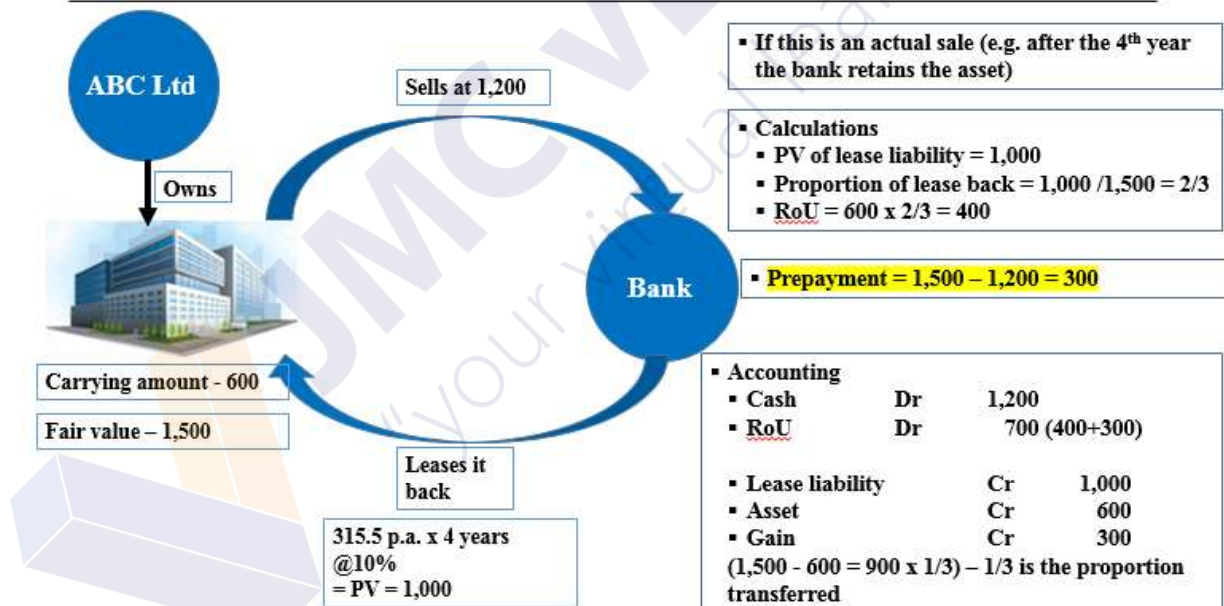 ABC Ltd
Owns
Carrying amount - 600
Fair value – 1,500
Sells at 1,200
Bank
Leases it
back
315.5 p.a. x 4 years
@10%
= PV = 1,000
▪ If this is an actual sale (e.g. after the 4th year
the bank retains the asset)
▪ Calculations
▪ PV of lease liability = 1,000
▪ Proportion of lease back = 1,000 /1,500 = 2/3
▪ RoU = 600 x 2/3 = 400
▪ Prepayment = 1,500 – 1,200 = 300
▪ Accounting
▪ Cash Dr 1,200
▪ RoU Dr 700 (400+300)
▪ Lease liability Cr 1,000
▪ Asset Cr 600
▪ Gain Cr 300
(1,500 - 600 = 900 x 1/3) – 1/3 is the proportion
transferred
JMC V
"your virtual lea